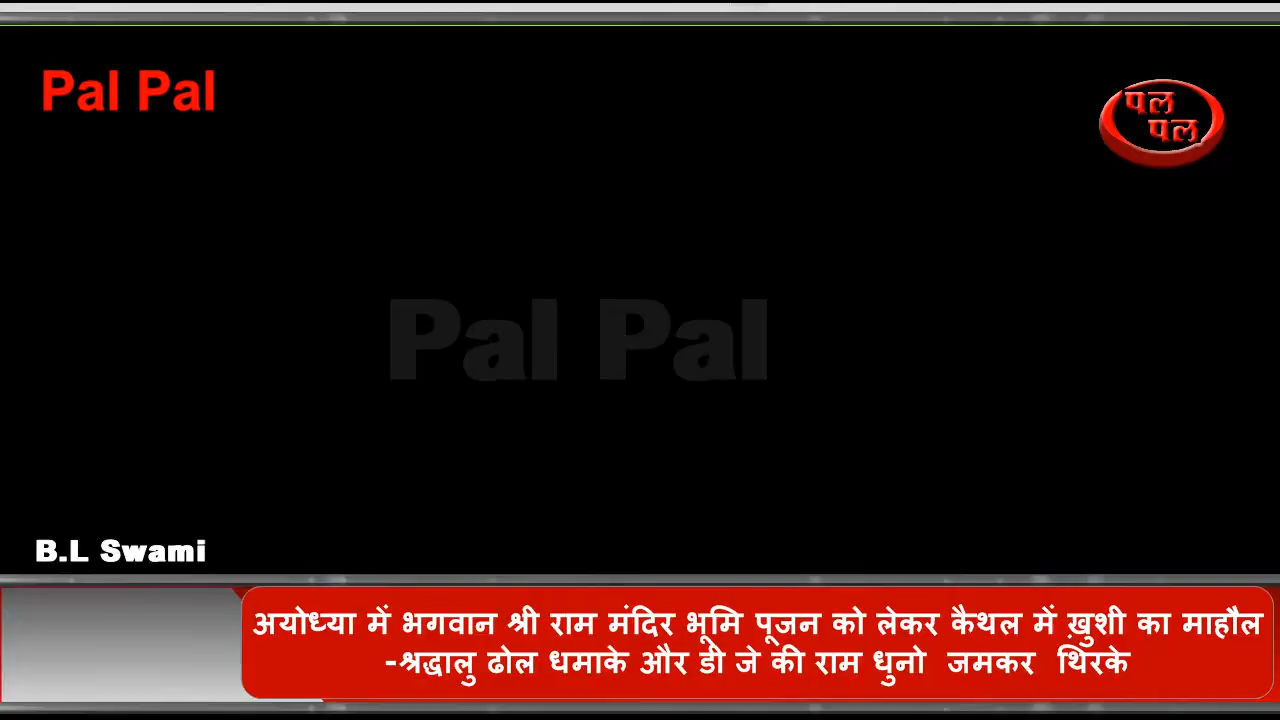 Pal Pal
पल
पल
Pal Pal
B.L Swami
अयोध्या में भगवान श्री राम मंदिर भूमि पूजन को लेकर कैथल में ख़ुशी का माहौल
-श्रद्धालु ढोल धमाके और डी जे की राम धुनो जमकर थिरके